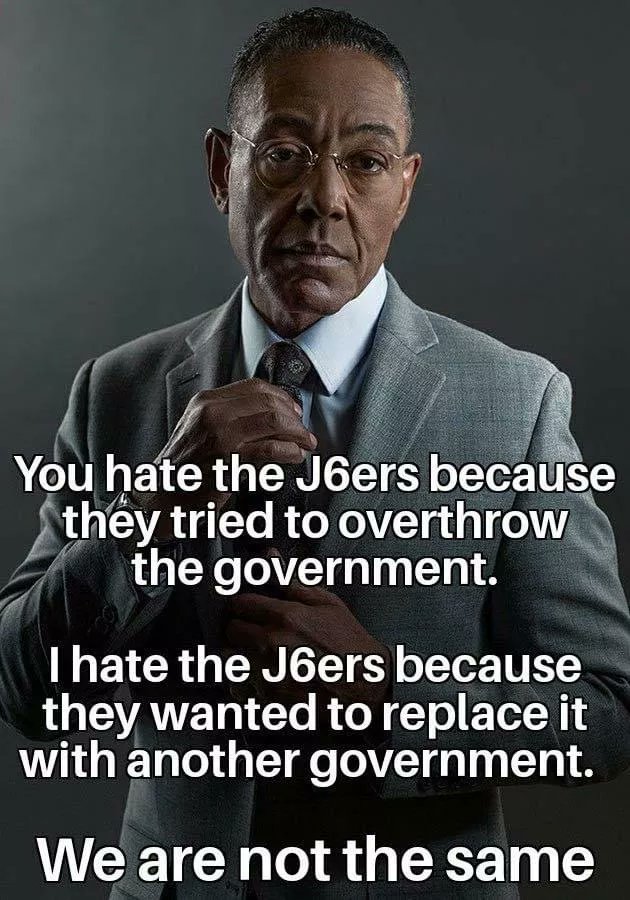 You hate the J6ers because
they tried to overthrow
the government.
I hate the J6ers because
they wanted to replace it
with another government.
We are not the same